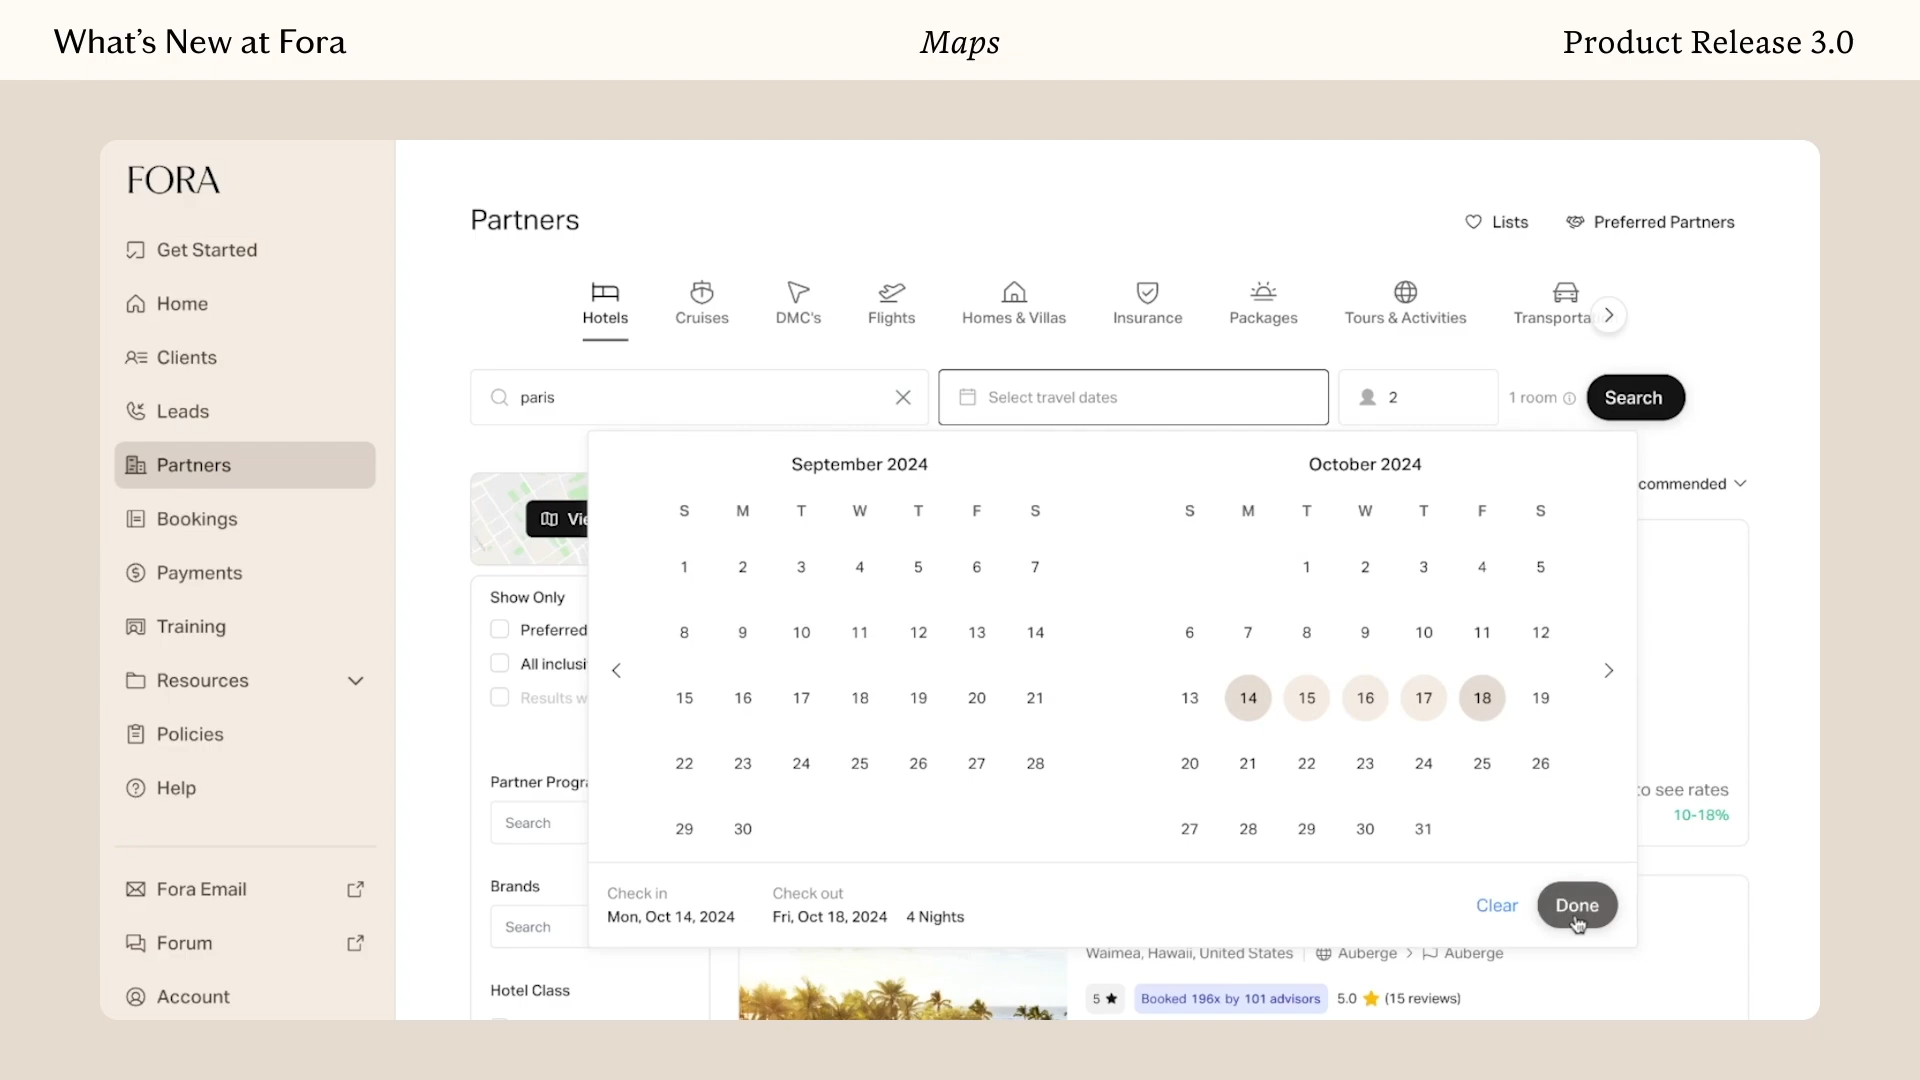 What's New at Fora
Maps
Product Release 3.0
FORA
Get Started
Home
Clients
Leads
Partners
Bookings
Payments
Training
Resources
Policies
Help
Fora Email
Forum
Account
Partners
Lists
Preferred Partners
Hotels
Cruises
DMC's
Flights
Homes & Villas
Insurance
Packages
Tours & Activities
Transporta
paris
Select travel dates
2
1 room
Search
Vie
commended
Show Only
Preferred
All inclusi
Results w
Partner Progra
Search
Brands
Search
Hotel Class
September 2024
S M T W T F S
1 2 3 4 5 6 7
8 9 10 11 12 13 14
15 16 17 18 19 20 21
22 23 24 25 26 27 28
29 30
October 2024
S M T W T F S
1 2 3 4 5
6 7 8 9 10 11 12
13 14 15 16 17 18 19
20 21 22 23 24 25 26
27 28 29 30 31
Check in
Mon, Oct 14, 2024
Check out
Fri, Oct 18, 2024 4 Nights
Clear
Done
to see rates
10-18%
Waimea, Hawaii, United States Auberge > Auberge
5 ★ Booked 196x by 101 advisors 5.0 (15 reviews)